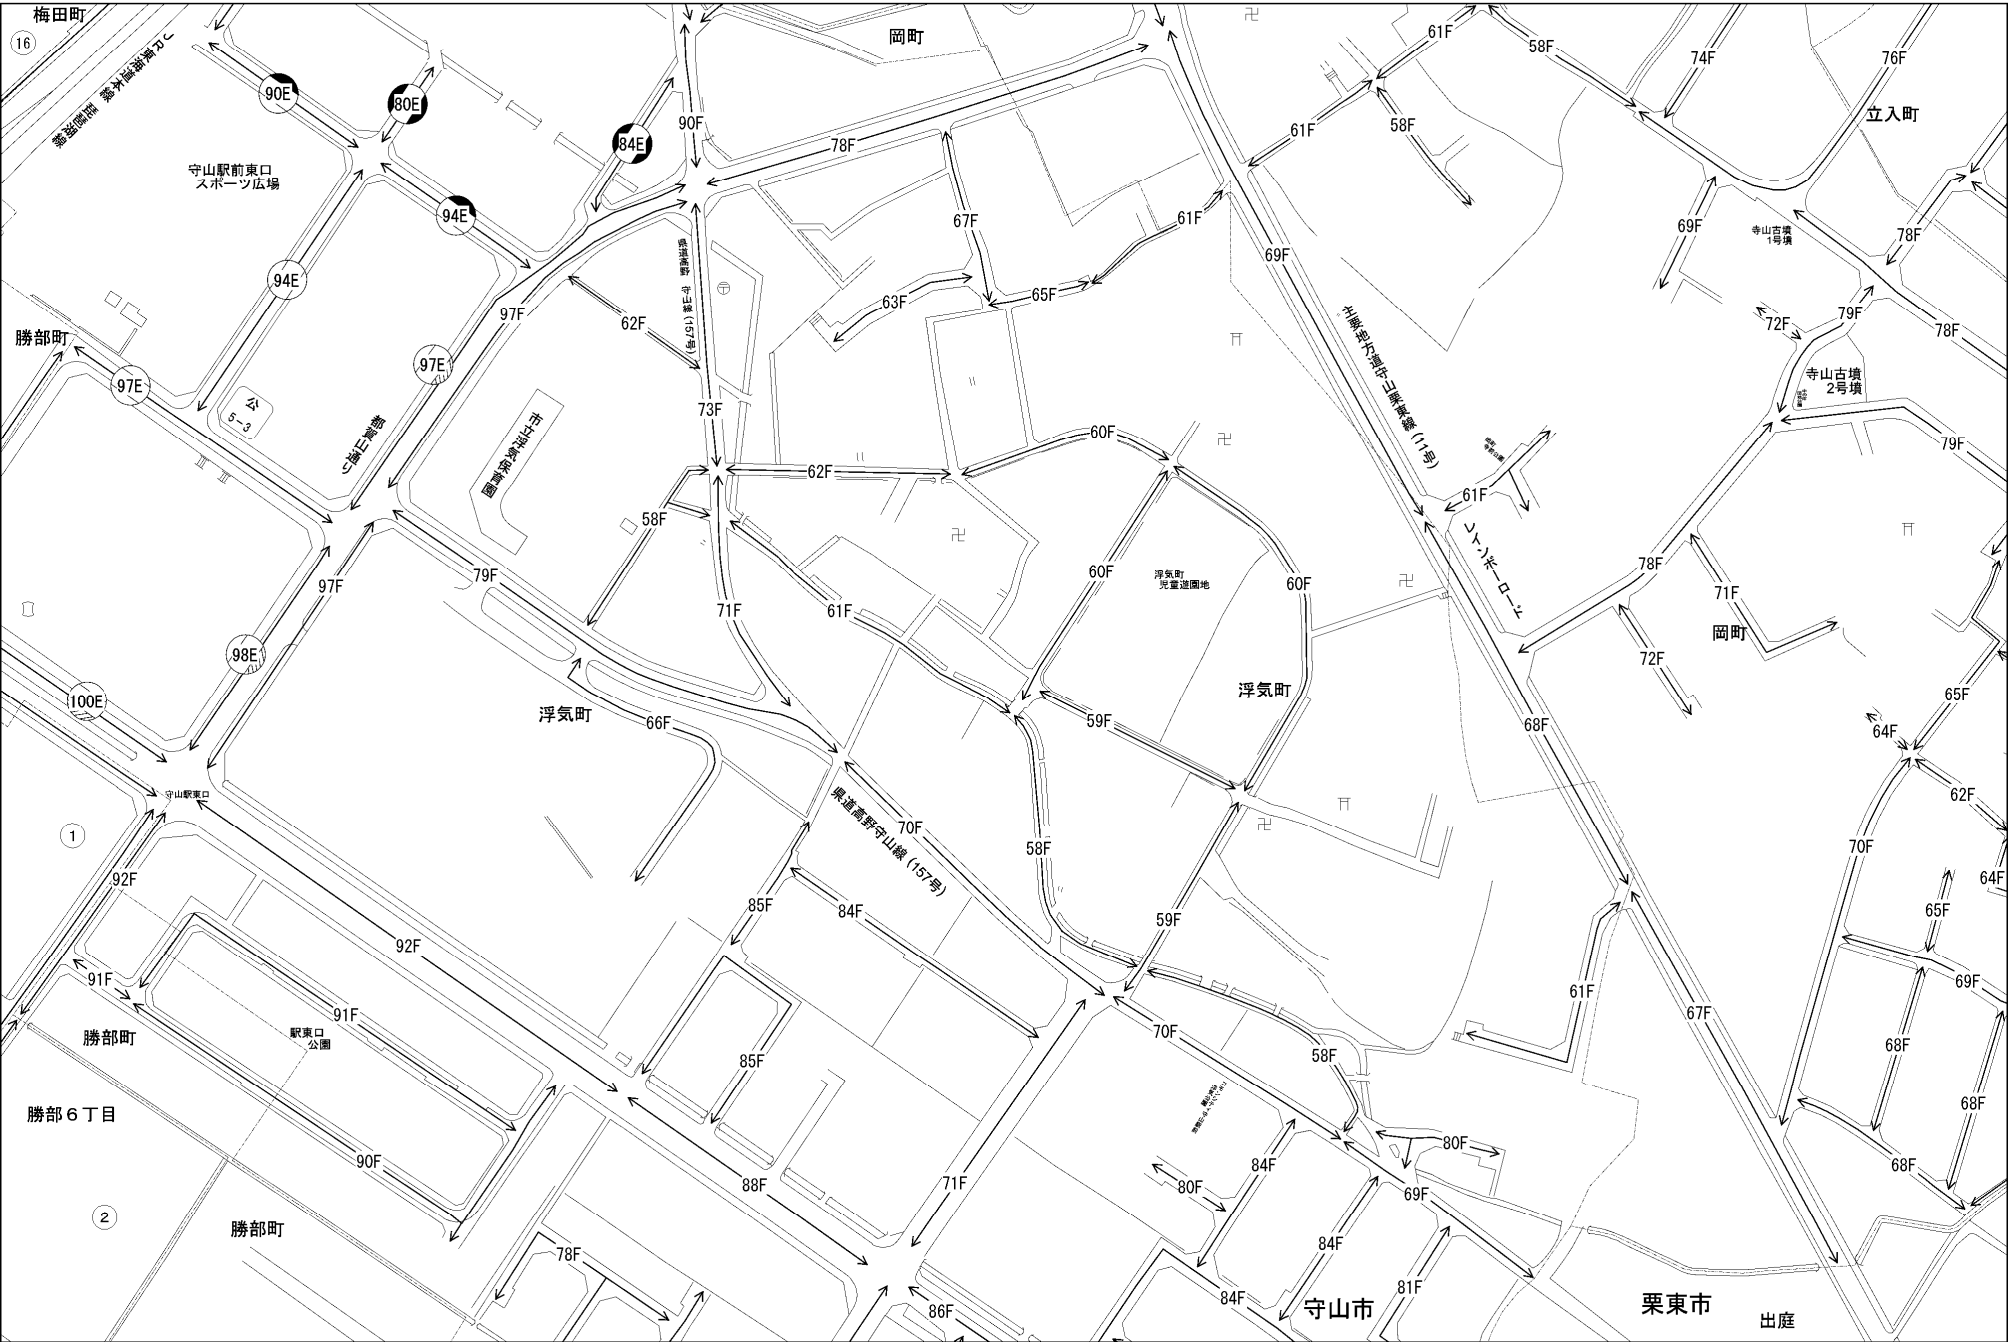 梅田町
16
JR東海道本線 琵琶湖線
岡町
61F
58F
74F
76F
90E
80E
84E
90F
78F
61F
58F
立入町
守山駅前東口
スポーツ広場
94E
67F
61F
69F
69F
寺山古墳
1号墳
78F
94E
97F
62F
63F
65F
72F
79F
78F
勝部町
97E
97E
公
5-3
都賀山通り
市立浮気保育園
73F
主要地方道守山栗東線(11号)
寺山古墳
2号墳
62F
60F
79F
58F
61F
レインボーロード
79F
97F
71F
61F
60F
浮気町
児童遊園地
60F
78F
71F
岡町
98E
100E
浮気町
66F
59F
浮気町
68F
72F
65F
64F
62F
守山駅東口
1
県道高野守山線(157号)
70F
58F
70F
64F
92F
85F
84F
59F
65F
92F
91F
61F
69F
91F
勝部町
駅東口
公園
85F
70F
58F
67F
68F
68F
勝部6丁目
90F
88F
71F
80F
84F
80F
69F
68F
2
勝部町
78F
84F
84F
81F
86F
守山市
栗東市
出庭